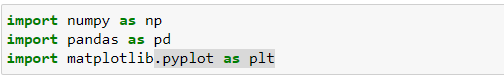 import numpy as np
import pandas as pd
import matplotlib.pyplot as plt